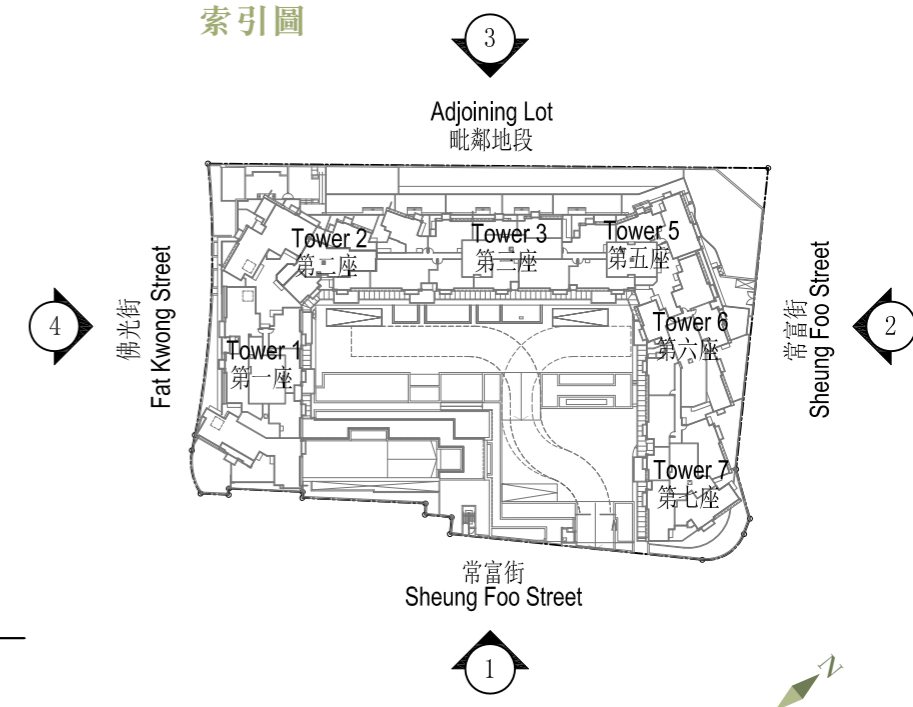 索引圖
3
Adjoining Lot
毗鄰地段
Tower 2
第二座
Tower 3
第三座
Tower 5
第五座
4
佛光街
Fat Kwong Street
Tower 1
第一座
Tower 6
第六座
常富街
Sheung Foo Street
2
Tower 7
第七座
常富街
Sheung Foo Street
1
N